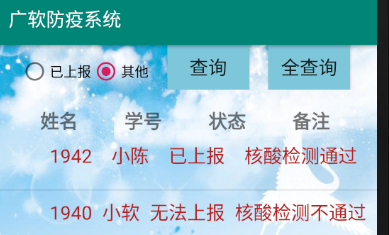 广软防疫系统
已上报 其他 查询 全查询
姓名 学号 状态 备注
1942 小陈 已上报 核酸检测通过
1940 小软 无法上报 核酸检测不通过